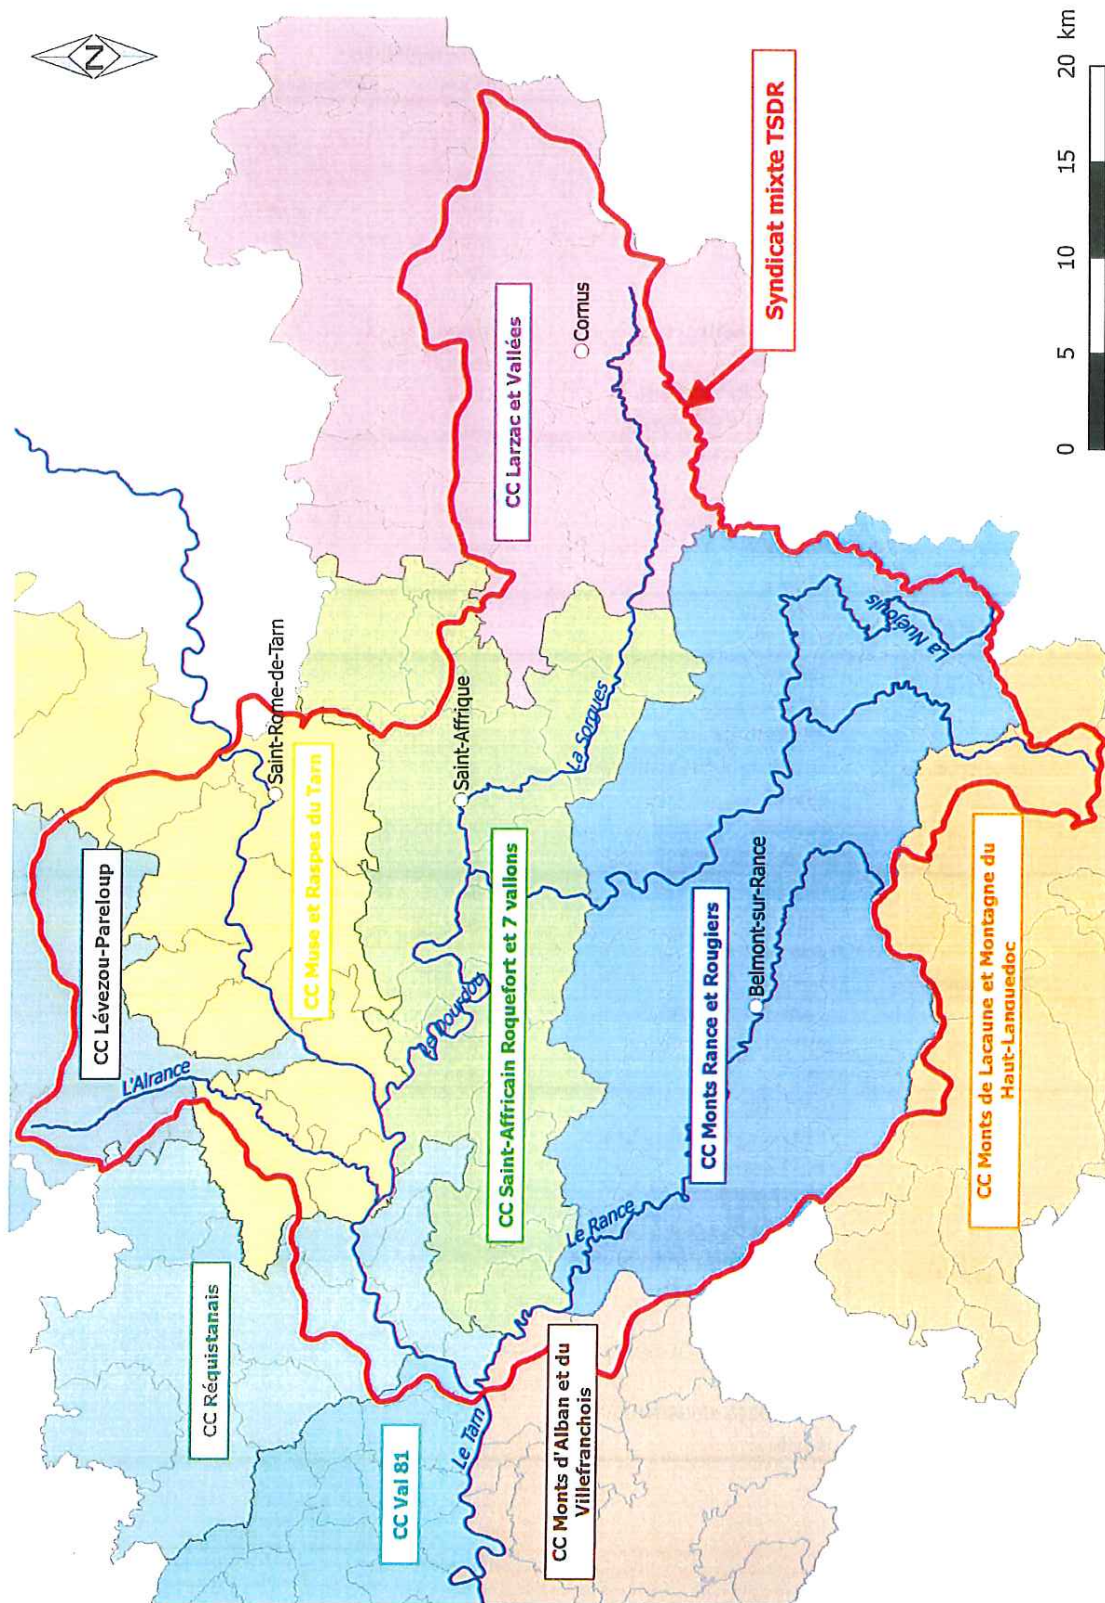 N
CC Lévezou-Pareloup
L'Alrance
CC Réquistanais
Saint-Rome-de-Tarn
CC Muse et Raspes du Tarn
CC Val 81
Le Dourdou
Saint-Affrique
Le Tarn
CC Saint-Affricain Roquefort et 7 vallons
CC Larzac et Vallées
CC Monts d'Alban et du
Villefranchois
Cornus
La Sorgues
Le Rance
CC Monts Rance et Rougiers
Belmont-sur-Rance
Syndicat mixte TSDR
La Nuéjouls
CC Monts de Lacaune et Montagne du
Haut-Languedoc
0 5 10 15 20 km